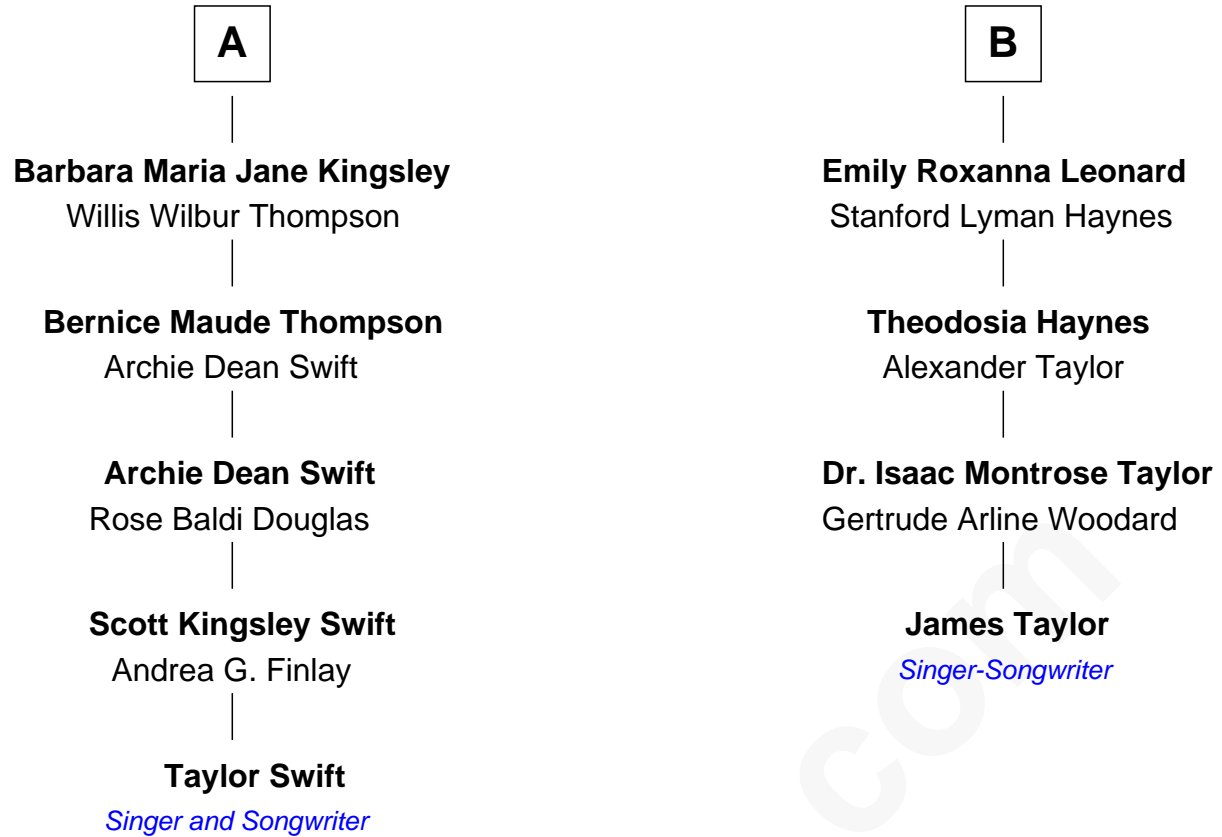 A
Barbara Maria Jane Kingsley
Willis Wilbur Thompson
Bernice Maude Thompson
Archie Dean Swift
Archie Dean Swift
Rose Baldi Douglas
Scott Kingsley Swift
Andrea G. Finlay
Taylor Swift
Singer and Songwriter
B
Emily Roxanna Leonard
Stanford Lyman Haynes
Theodosia Haynes
Alexander Taylor
Dr. Isaac Montrose Taylor
Gertrude Arline Woodard
James Taylor
Singer-Songwriter
com